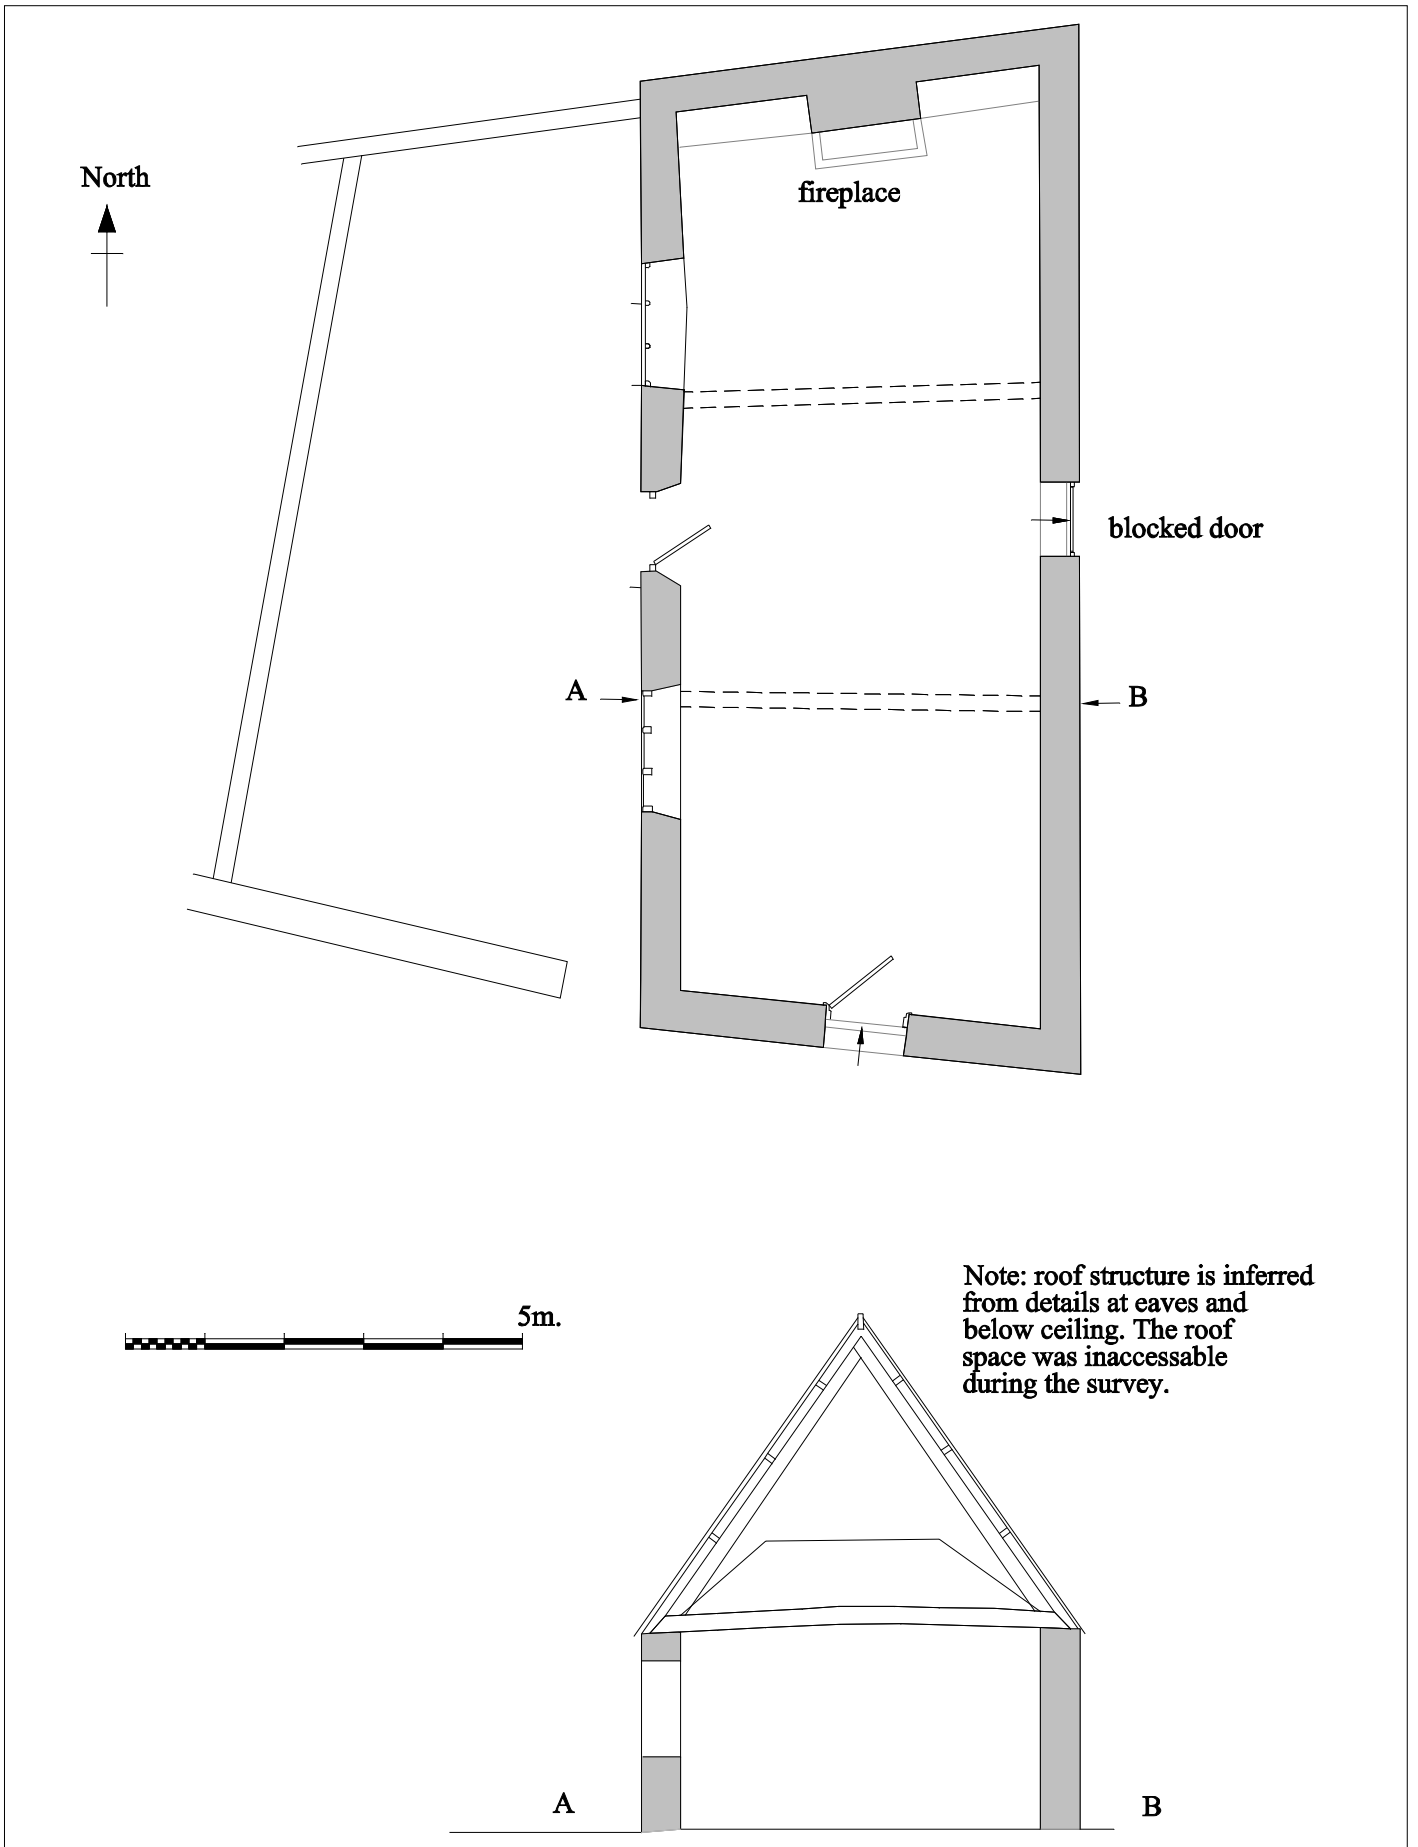 North
fireplace
blocked door
A
B
5m.
Note: roof structure is inferred
from details at eaves and
below ceiling. The roof
space was inaccessable
during the survey.
A
B